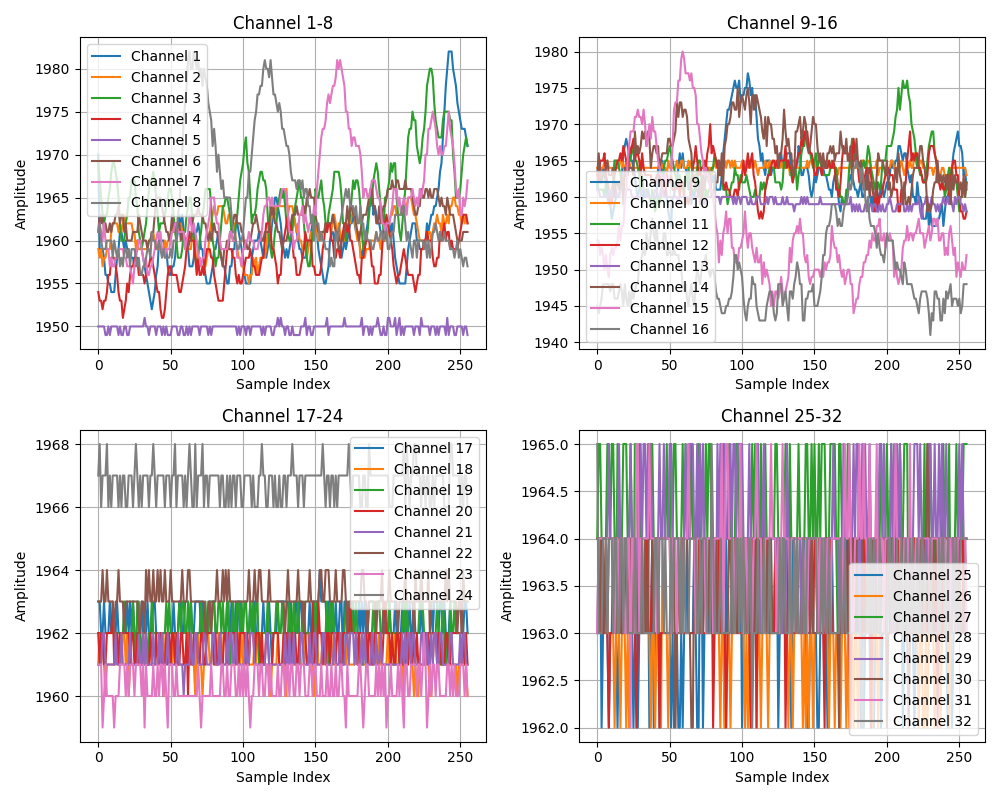 Channel 1-8
Amplitude
1980
1975
1970
1965
1960
1955
1950
Channel 1
Channel 2
Channel 3
Channel 4
Channel 5
Channel 6
Channel 7
Channel 8
0 50 100 150 200 250
Sample Index
Channel 9-16
Amplitude
1980
1975
1970
1965
1960
1955
1950
1945
1940
Channel 9
Channel 10
Channel 11
Channel 12
Channel 13
Channel 14
Channel 15
Channel 16
0 50 100 150 200 250
Sample Index
Channel 17-24
Amplitude
1968
1966
1964
1962
1960
Channel 17
Channel 18
Channel 19
Channel 20
Channel 21
Channel 22
Channel 23
Channel 24
0 50 100 150 200 250
Sample Index
Channel 25-32
Amplitude
1965.0
1964.5
1964.0
1963.5
1963.0
1962.5
1962.0
Channel 25
Channel 26
Channel 27
Channel 28
Channel 29
Channel 30
Channel 31
Channel 32
0 50 100 150 200 250
Sample Index